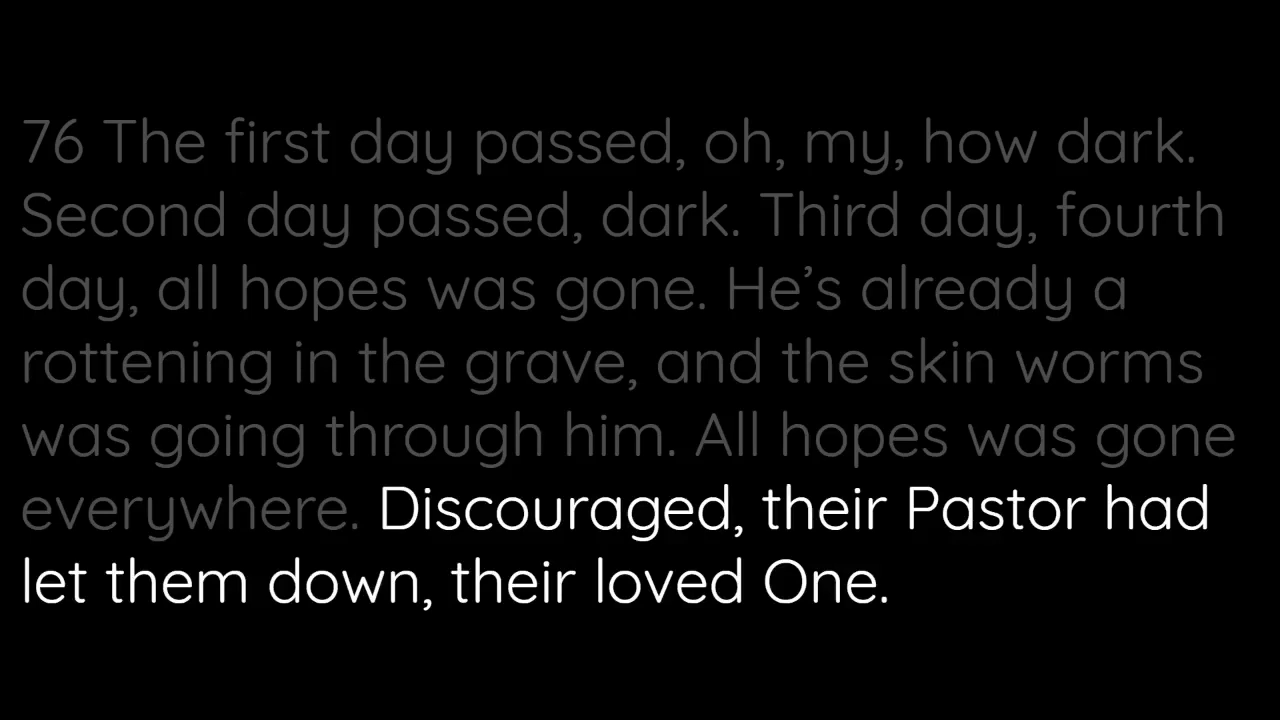 76 The first day passed, oh, my, how dark.
Second day passed, dark. Third day, fourth
day, all hopes was gone. He’s already a
rottening in the grave, and the skin worms
was going through him. All hopes was gone
everywhere. Discouraged, their Pastor had
let them down, their loved One.